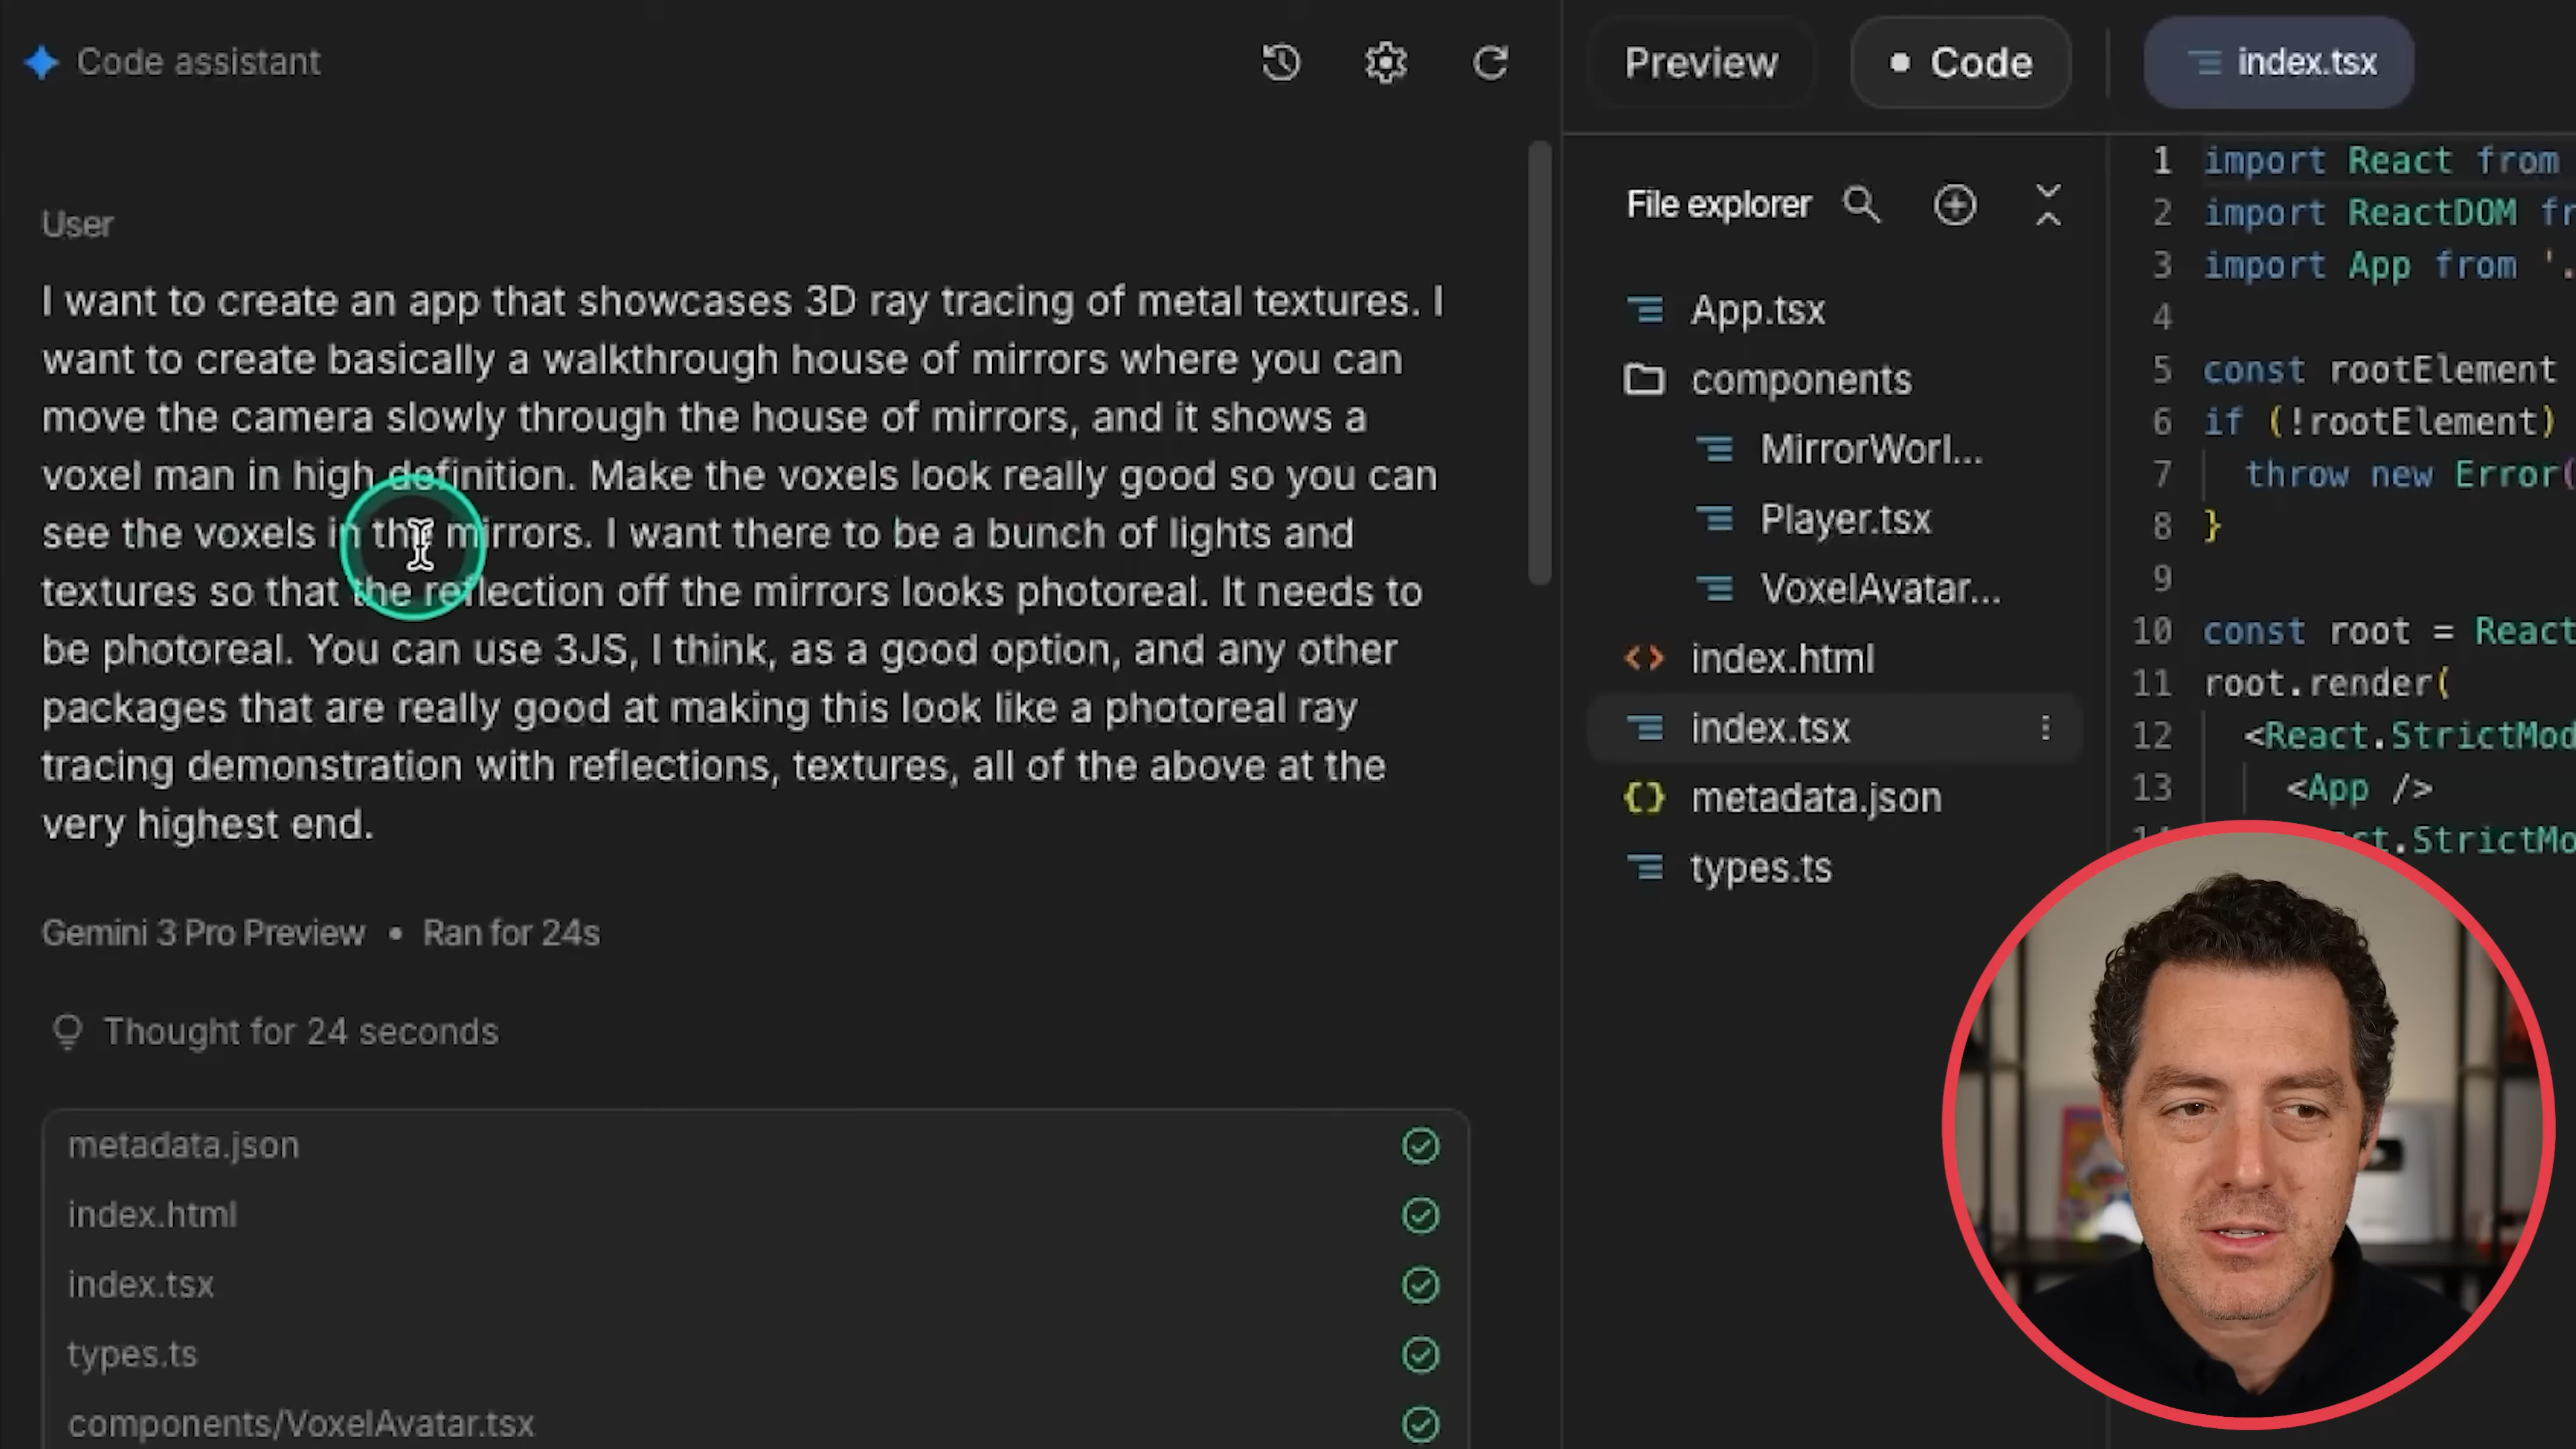 Code assistant
User
I want to create an app that showcases 3D ray tracing of metal textures. I
want to create basically a walkthrough house of mirrors where you can
move the camera slowly through the house of mirrors, and it shows a
voxel man in high definition. Make the voxels look really good so you can
see the voxels in the mirrors. I want there to be a bunch of lights and
textures so that the reflection off the mirrors looks photoreal. It needs to
be photoreal. You can use 3JS, I think, as a good option, and any other
packages that are really good at making this look like a photoreal ray
tracing demonstration with reflections, textures, all of the above at the
very highest end.
Gemini 3 Pro Preview • Ran for 24s
Thought for 24 seconds
metadata.json
index.html
index.tsx
types.ts
components/VoxelAvatar.tsx
Preview
Code
index.tsx
File explorer
App.tsx
components
MirrorWorl...
Player.tsx
VoxelAvatar...
index.html
index.tsx
metadata.json
types.ts
1 import React from
2 import ReactDOM fr
3 import App from '.
4
5 const rootElement
6 if (!rootElement)
7 throw new Error(
8 }
9
10 const root = React
11 root.render(
12 <React.StrictMod
13 <App />
t.StrictMo